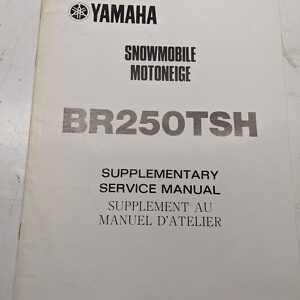 YAMAHA
SNOWMOBILE
MOTONEIGE
BR250TSH
SUPPLEMENTARY
SERVICE MANUAL
SUPPLEMENT AU
MANUEL D'ATELIER